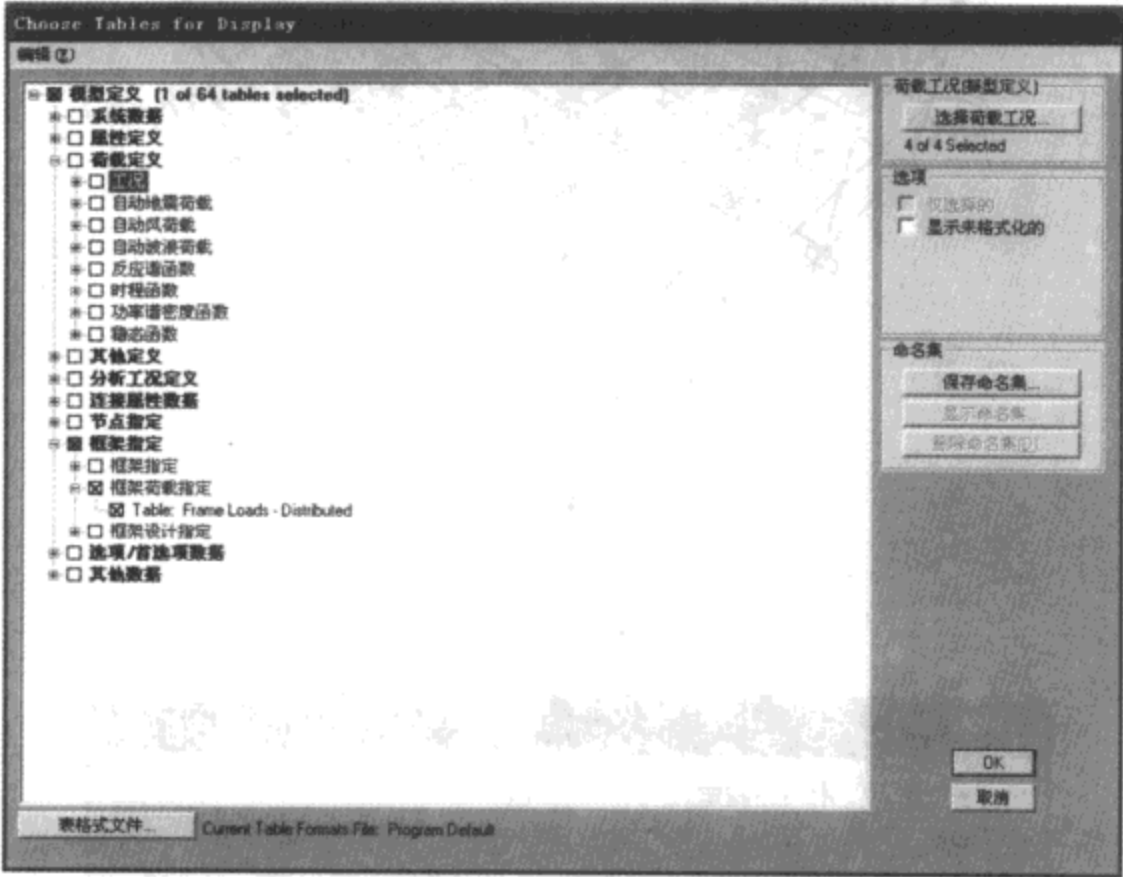 Choose Tables for Display
编辑(E)
模型定义 (1 of 64 tables selected)
系统数据
属性定义
荷载定义
自动地震荷载
自动风荷载
自动波浪荷载
反应谱函数
时程函数
功率谱密度函数
稳态函数
其他定义
分析工况定义
连接属性数据
节点指定
框架指定
框架指定
框架荷载指定
Table: Frame Loads - Distributed
框架设计指定
选项/首选项数据
其他数据
表格式文件...
Current Table Formats File: Program Default
荷载工况(模型定义)
选择荷载工况...
4 of 4 Selected
选项
仅选择的
显示未格式化的
命名集
保存命名集...
显示命名集...
删除命名集(D)...
OK
取消